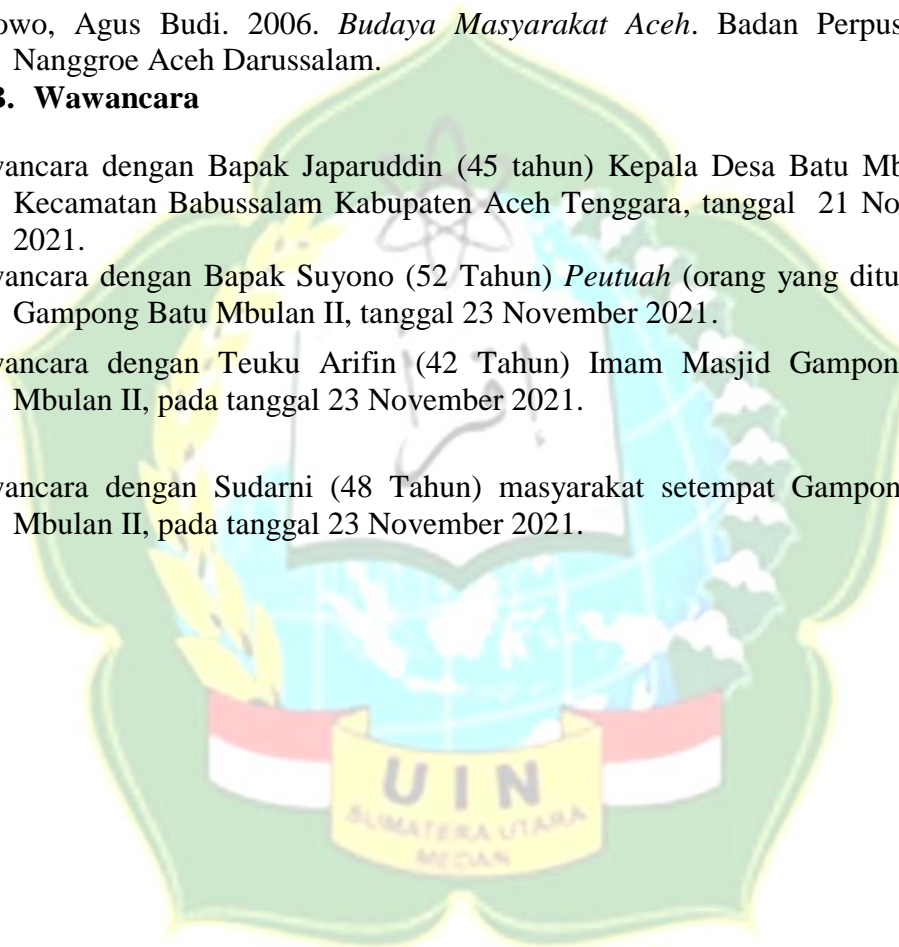 owo, Agus Budi. 2006. Budaya Masyarakat Aceh. Badan Perpus
Nanggroe Aceh Darussalam.
3. Wawancara
vancara dengan Bapak Japaruddin (45 tahun) Kepala Desa Batu Mb
Kecamatan Babussalam Kabupaten Aceh Tenggara, tanggal 21 No
2021.
vancara dengan Bapak Suyono (52 Tahun) Peutuah (orang yang ditu
Gampong Batu Mbulan II, tanggal 23 November 2021.
vancara dengan Teuku Arifin (42 Tahun) Imam Masjid Gampon
Mbulan II, pada tanggal 23 November 2021.
vancara dengan Sudarni (48 Tahun) masyarakat setempat Gampon
Mbulan II, pada tanggal 23 November 2021.
UIN
SUMATERA UTARA
MEDAN